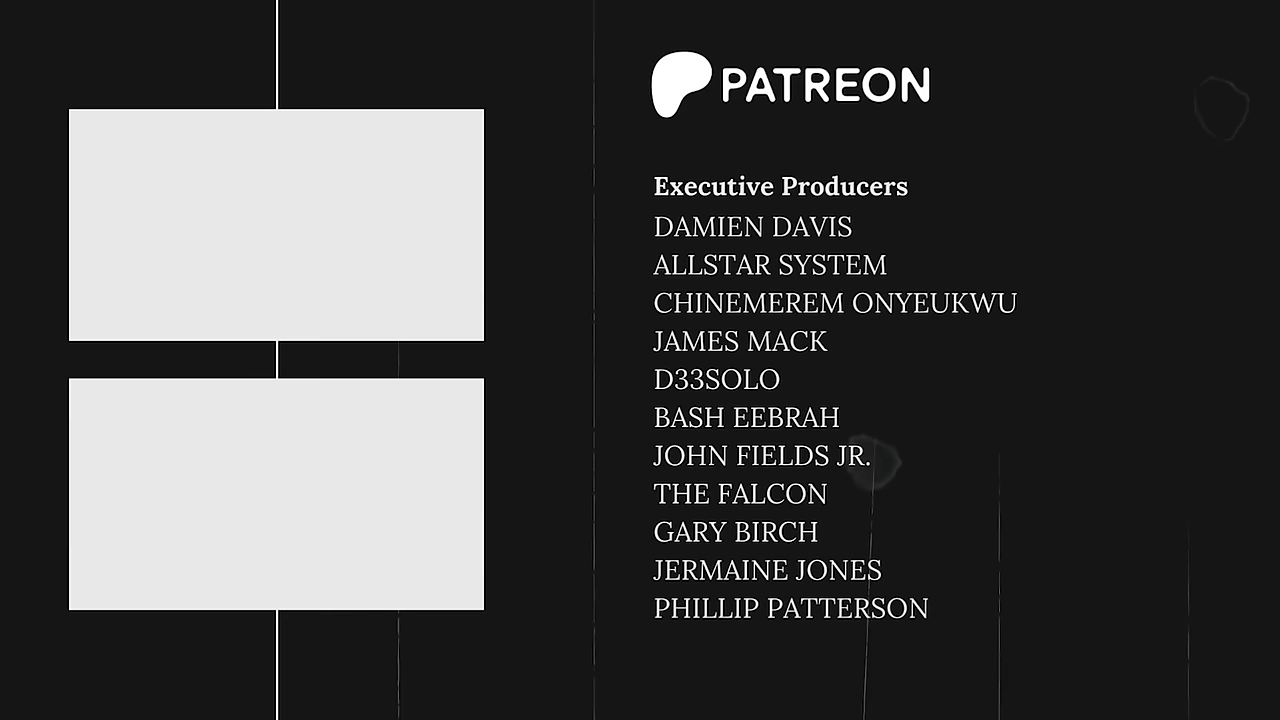 PATREON
Executive Producers
DAMIEN DAVIS
ALLSTAR SYSTEM
CHINEMEREM ONYEUKWU
JAMES MACK
D33SOLO
BASH EEBRAH
JOHN FIELDS JR.
THE FALCON
GARY BIRCH
JERMAINE JONES
PHILLIP PATTERSON